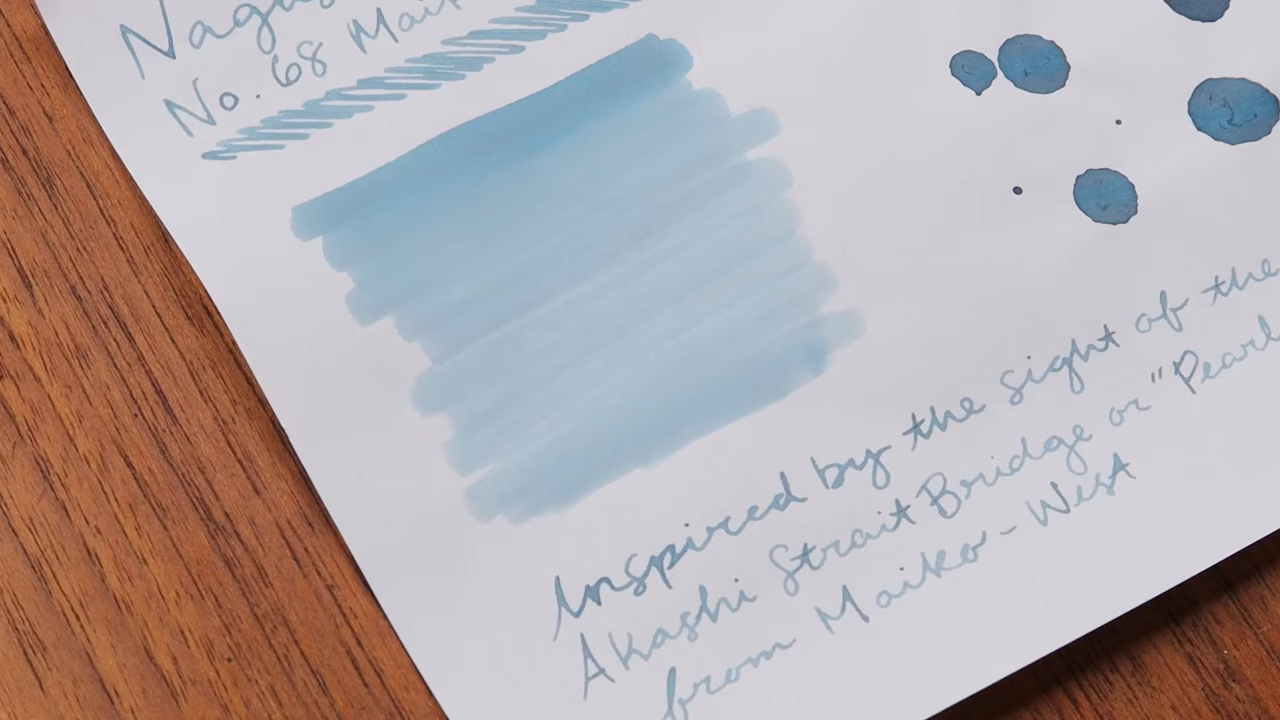 No. 68
Inspired by the sight of the
Akashi Strait Bridge or "Pearl
from Maiko-West